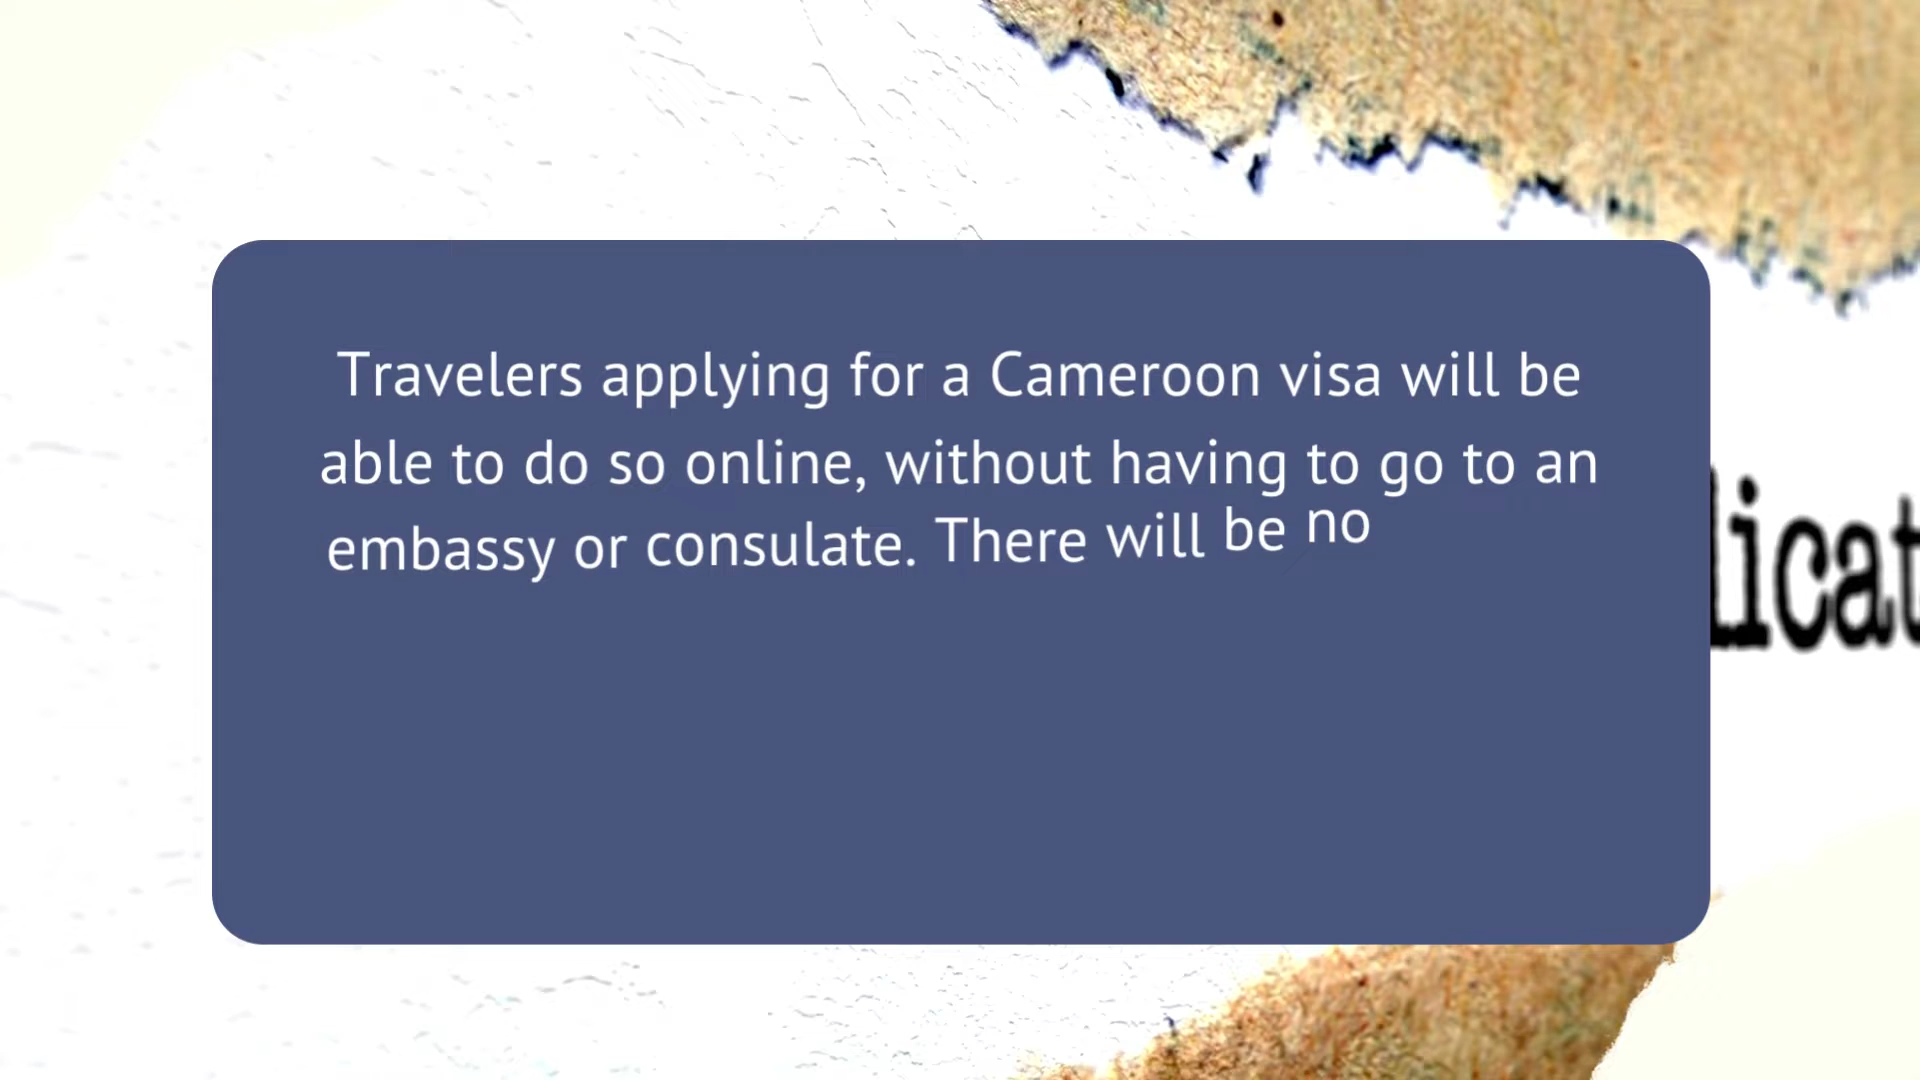 Travelers applying for a Cameroon visa will be
able to do so online, without having to go to an
embassy or consulate. There will be no
licat